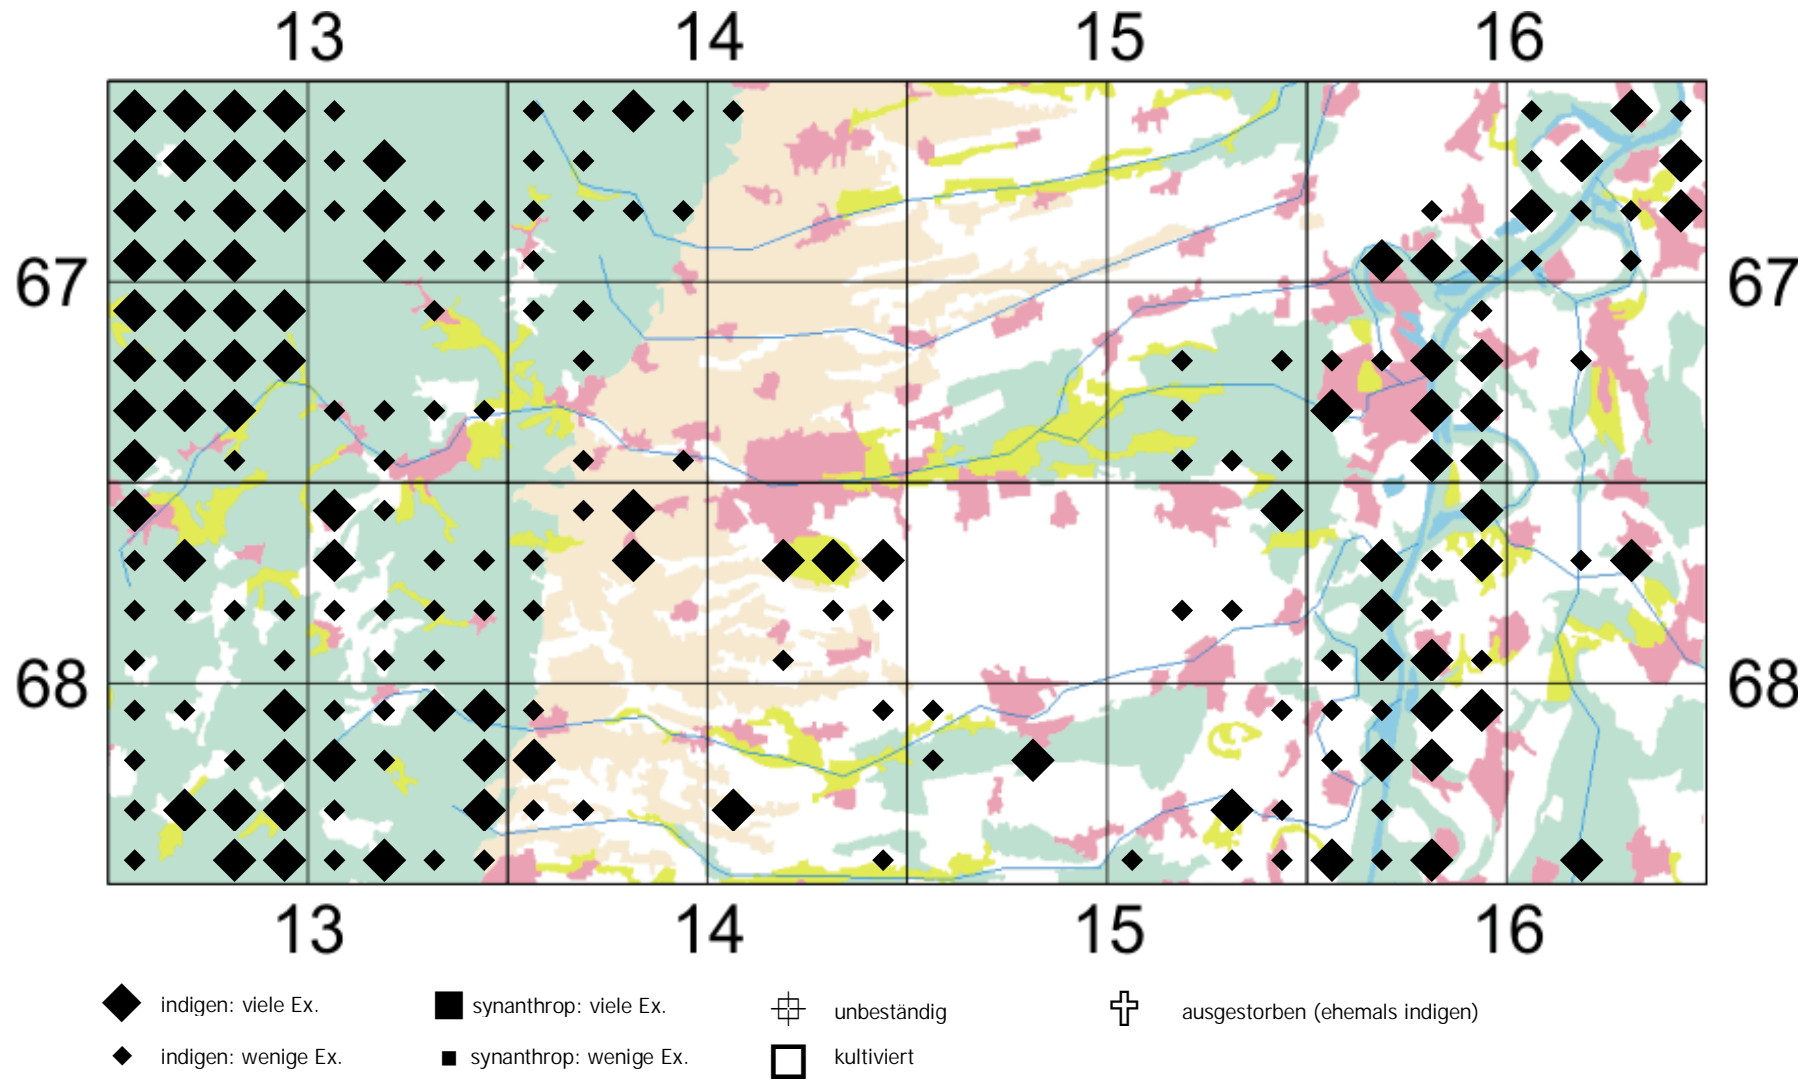 13 14 15 16
67 67
68 68
13 14 15 16
indigen: viele Ex. synanthrop: viele Ex. unbeständig ausgestorben (ehemals indigen)
indigen: wenige Ex. synanthrop: wenige Ex. kultiviert